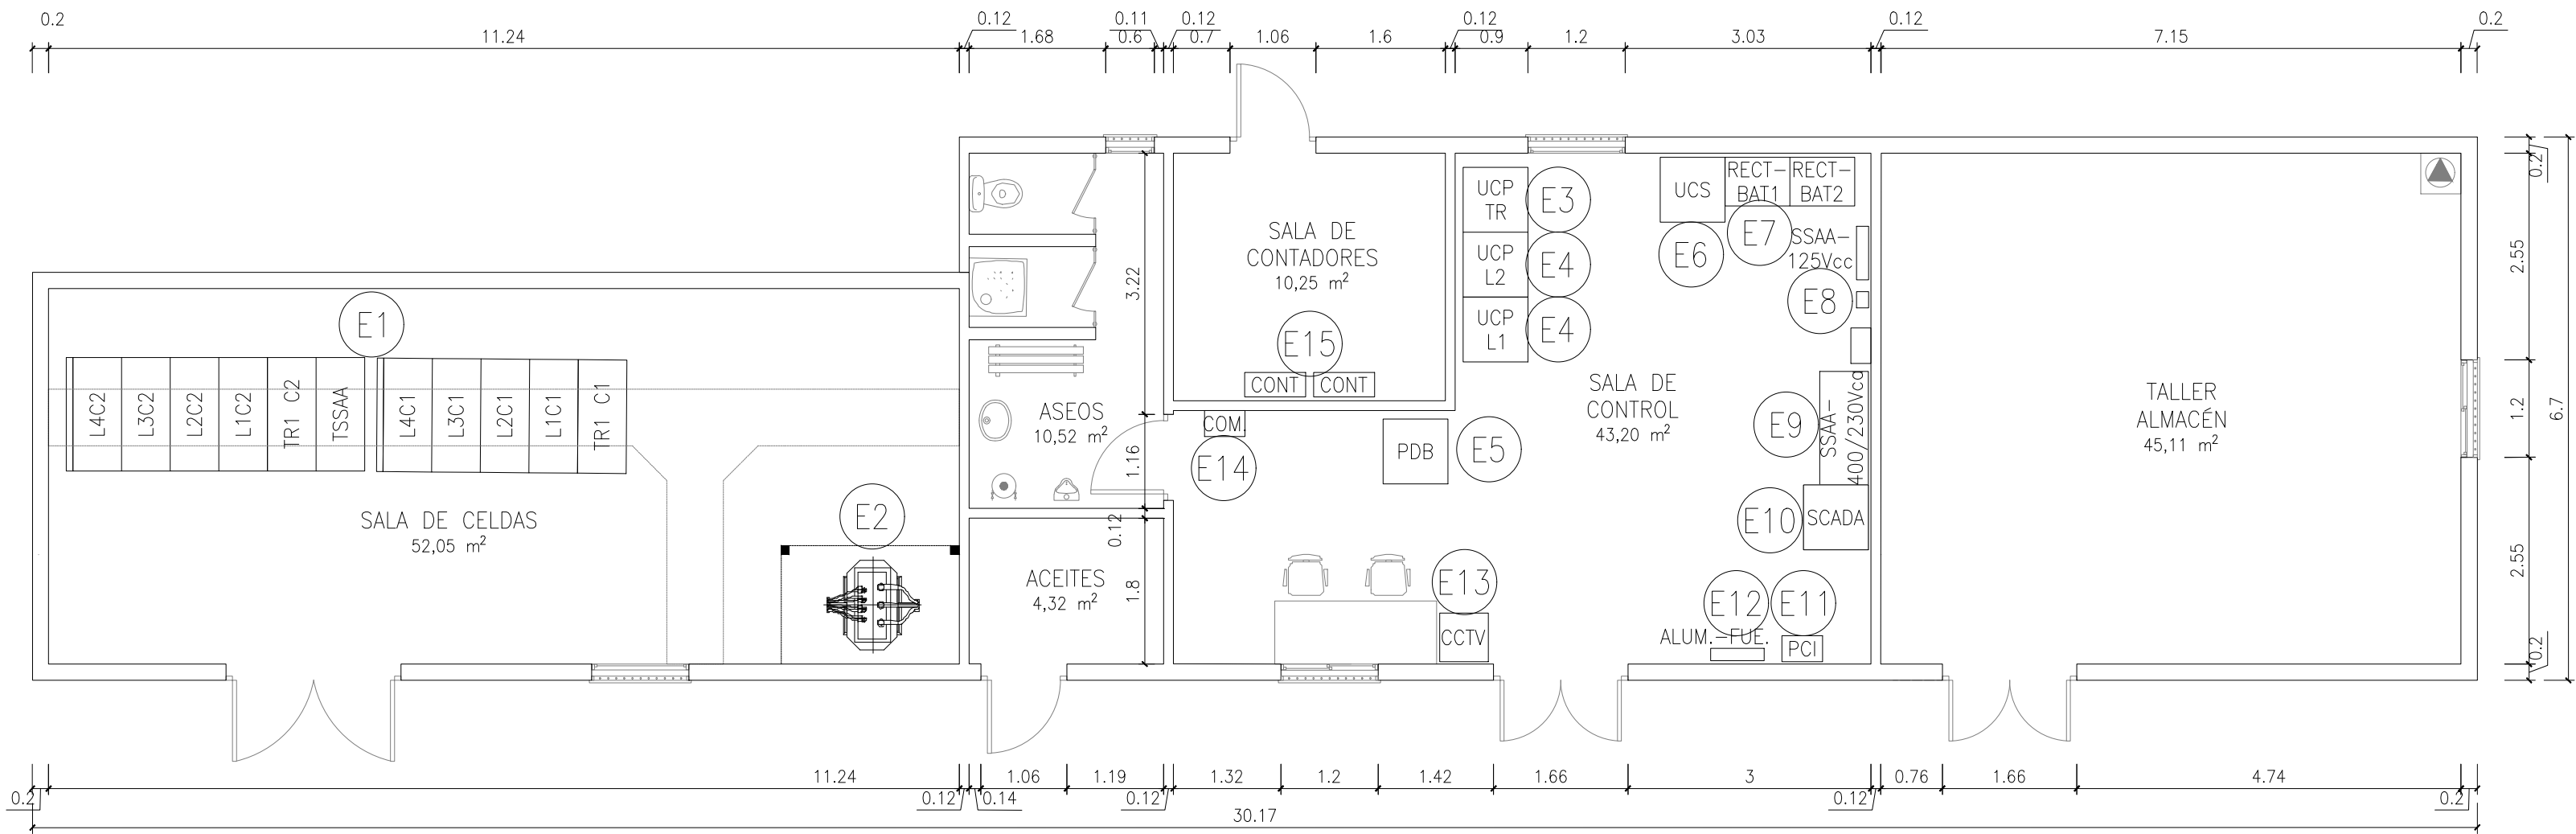 0.2
11.24
0.12
1.68
0.11
0.6
0.12
0.7
1.06
1.6
0.12
0.9
1.2
3.03
0.12
7.15
0.2
E1
L4C2
L3C2
L2C2
L1C2
TR1 C2
TSSAA
L4C1
L3C1
L2C1
L1C1
TR1 C1
SALA DE CELDAS
52,05 m²
E2
3.22
ASEOS
10,52 m²
1.16
0.12
ACEITES
4,32 m²
1.8
SALA DE
CONTADORES
10,25 m²
E15
CONT
CONT
COM.
E14
UCP
TR
E3
UCP
L2
E4
UCP
L1
E4
UCS
E6
RECT-
BAT1
RECT-
BAT2
E7
SSAA-
125Vcc
E8
SALA DE
CONTROL
43,20 m²
PDB
E5
E9
SSAA-
400/230Vca
E10
SCADA
E13
CCTV
E12
ALUM.-FUE.
E11
PCI
TALLER
ALMACÉN
45,11 m²
0.2
2.55
1.2
2.55
0.2
6.7
0.2
11.24
0.12
0.14
1.06
1.19
0.12
1.32
1.2
1.42
1.66
3
0.12
0.76
1.66
4.74
0.2
30.17